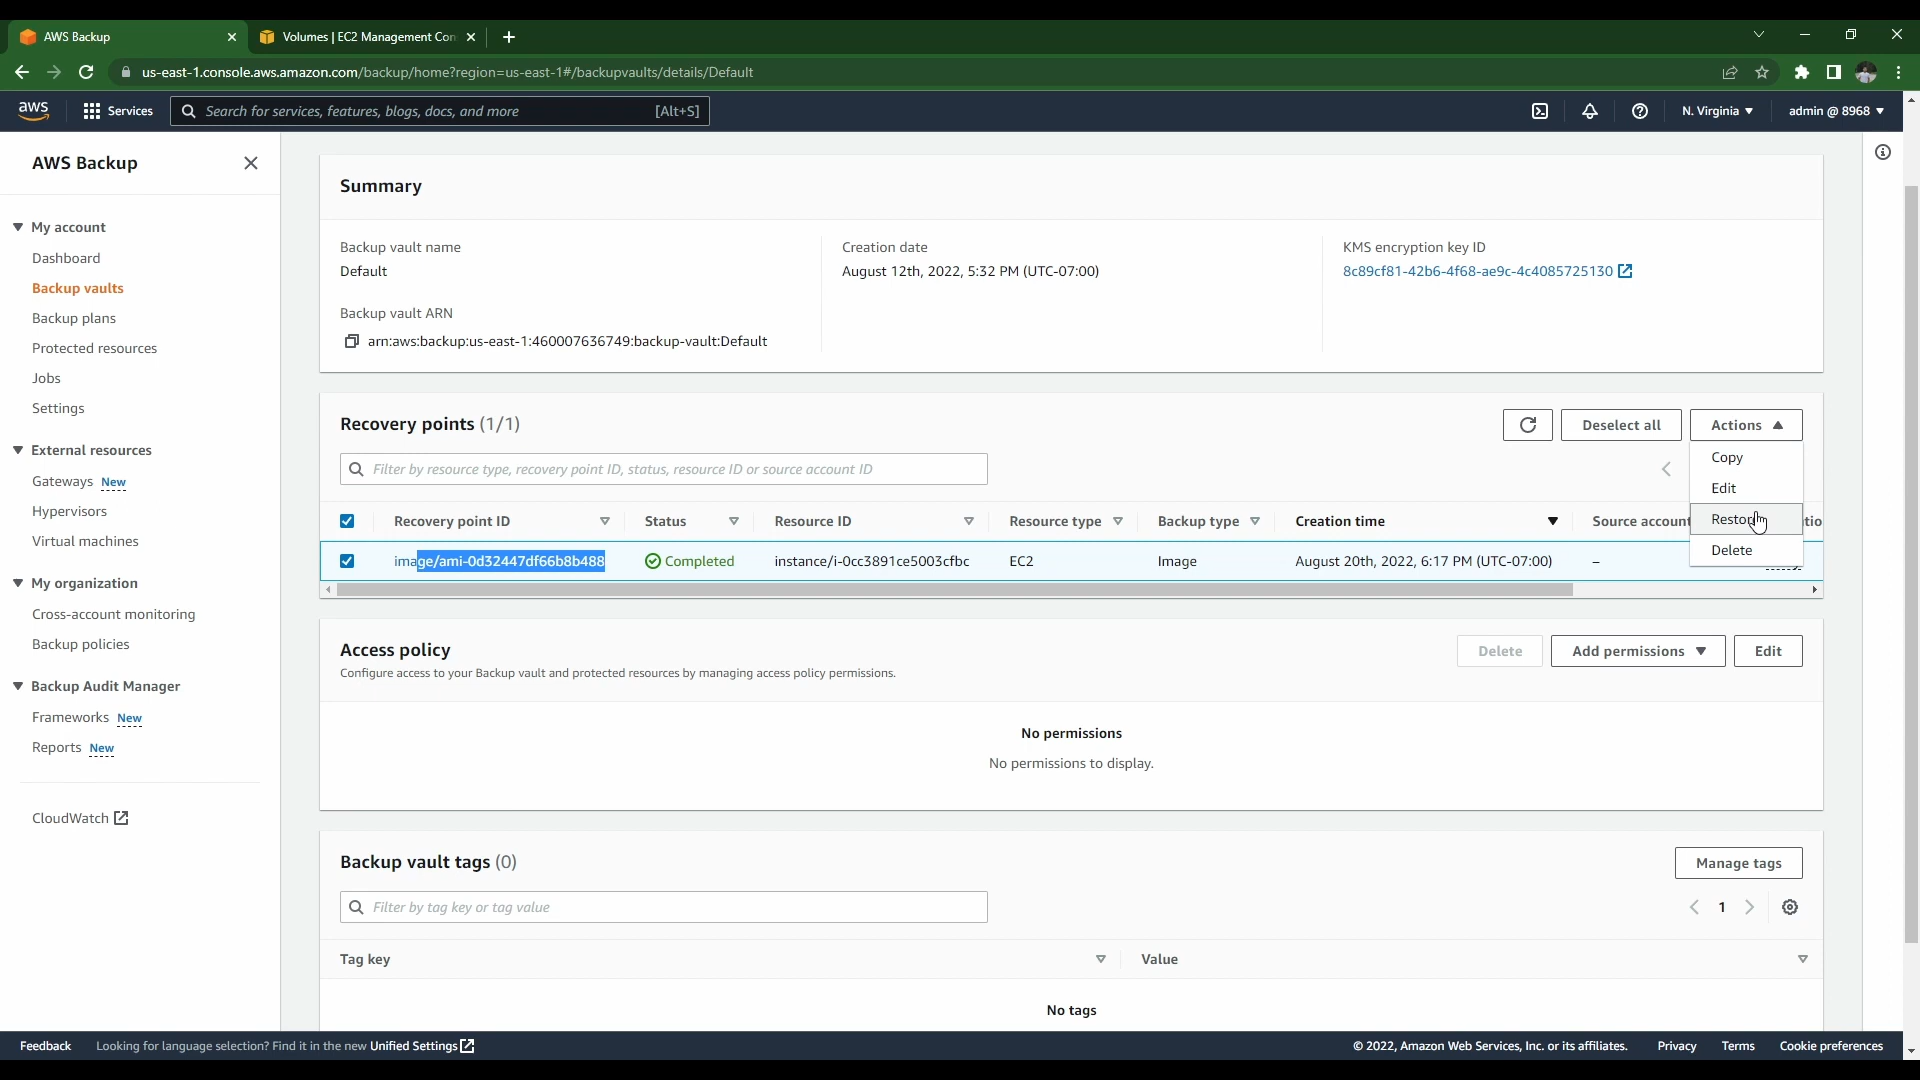 AWS Backup
Volumes | EC2 Management Con
us-east-1.console.aws.amazon.com/backup/home?region=us-east-1#/backupvaults/details/Default
aws Services Search for services, features, blogs, docs, and more [Alt+S] N. Virginia admin @ 8968
AWS Backup
My account
Dashboard
Backup vaults
Backup plans
Protected resources
Jobs
Settings
External resources
Gateways New
Hypervisors
Virtual machines
My organization
Cross-account monitoring
Backup policies
Backup Audit Manager
Frameworks New
Reports New
CloudWatch
Summary
Backup vault name
Default
Backup vault ARN
arn:aws:backup:us-east-1:460007636749:backup-vault:Default
Creation date
August 12th, 2022, 5:32 PM (UTC-07:00)
KMS encryption key ID
8c89cf81-42b6-4f68-ae9c-4c4085725130
Recovery points (1/1)
Deselect all
Actions
Copy
Edit
Restor
Delete
Filter by resource type, recovery point ID, status, resource ID or source account ID
Recovery point ID Status Resource ID Resource type Backup type Creation time Source account
image/ami-0d32447df66b8b488 Completed instance/i-0cc3891ce5003cfbc EC2 Image August 20th, 2022, 6:17 PM (UTC-07:00) –
Access policy
Configure access to your Backup vault and protected resources by managing access policy permissions.
Delete Add permissions Edit
No permissions
No permissions to display.
Backup vault tags (0)
Manage tags
Filter by tag key or tag value
1
Tag key Value
No tags
Feedback Looking for language selection? Find it in the new Unified Settings © 2022, Amazon Web Services, Inc. or its affiliates. Privacy Terms Cookie preferences